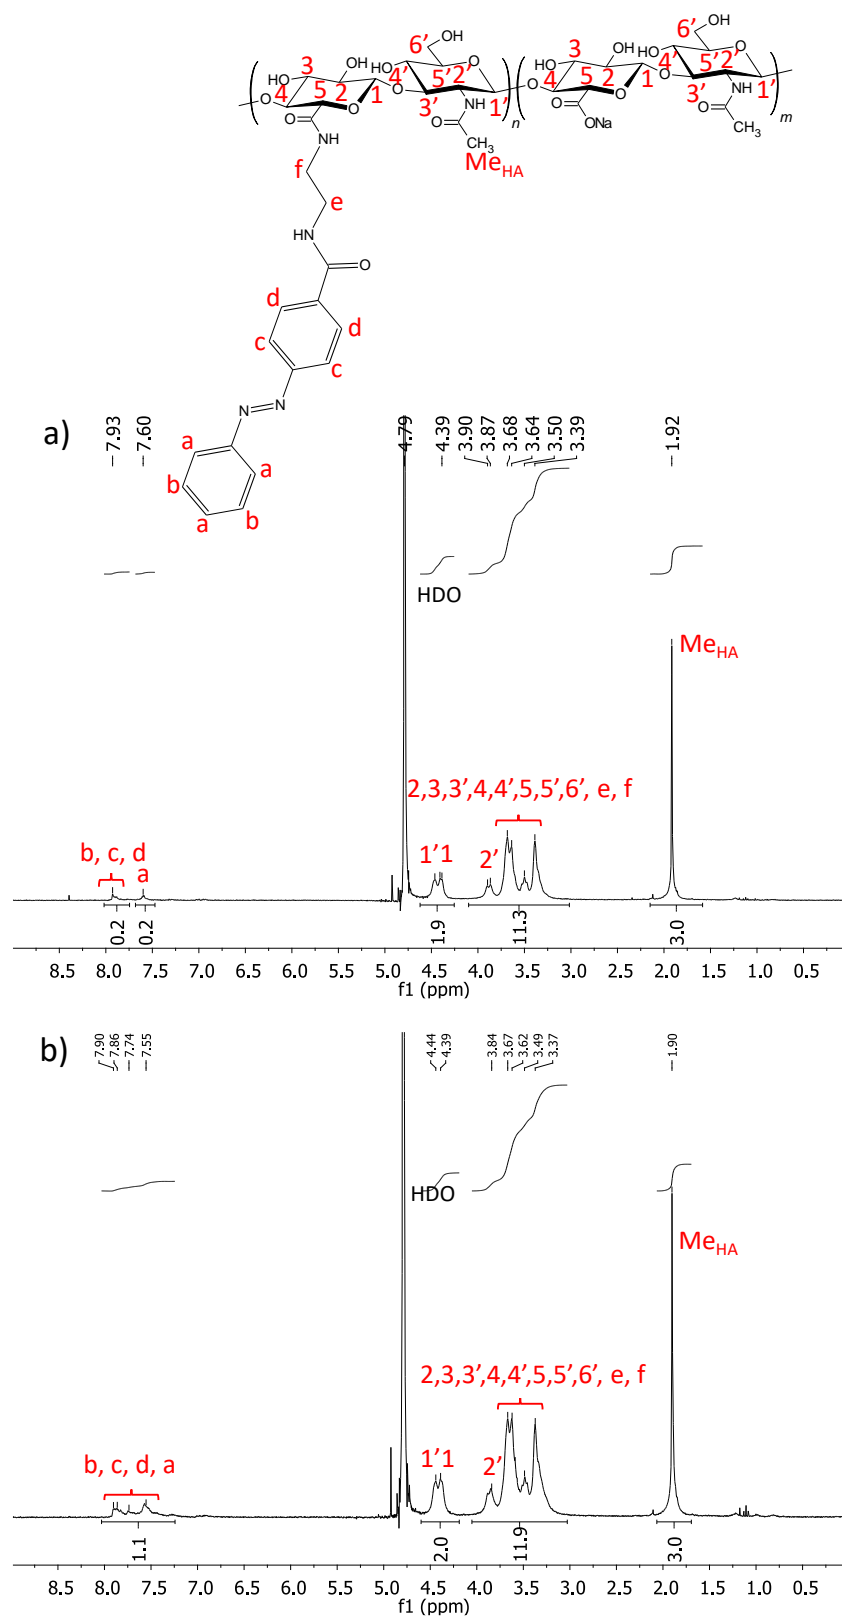 6' OH 6' OH
3 OH HO 4' O 5' 2' O 3 OH HO 4' O 5' 2' O
HO HO
O 4 5 2 1 O 3' NH 1' O n 4 5 2 1 O 3' NH 1' m
O O O O O O
NH CH3 ONa CH3
f MeHA
e
HN
O
d
d
c
c
N N
a) a a
b b
a
7.93 7.60 4.79 4.39 3.90 3.87 3.68 3.64 3.50 3.39 1.92
HDO
MeHA
2,3,3',4,4',5,5',6', e, f
b, c, d a 1'1 2'
0.2 0.2 1.9 11.3 3.0
8.5 8.0 7.5 7.0 6.5 6.0 5.5 5.0 4.5 4.0 3.5 3.0 2.5 2.0 1.5 1.0 0.5
f1 (ppm)
b)
7.90 7.86 7.74 7.55 4.44 4.39 3.84 3.67 3.62 3.49 3.37 1.90
HDO
MeHA
2,3,3',4,4',5,5',6', e, f
b, c, d, a 1'1 2'
1.1 2.0 11.9 3.0
8.5 8.0 7.5 7.0 6.5 6.0 5.5 5.0 4.5 4.0 3.5 3.0 2.5 2.0 1.5 1.0 0.5
f1 (ppm)